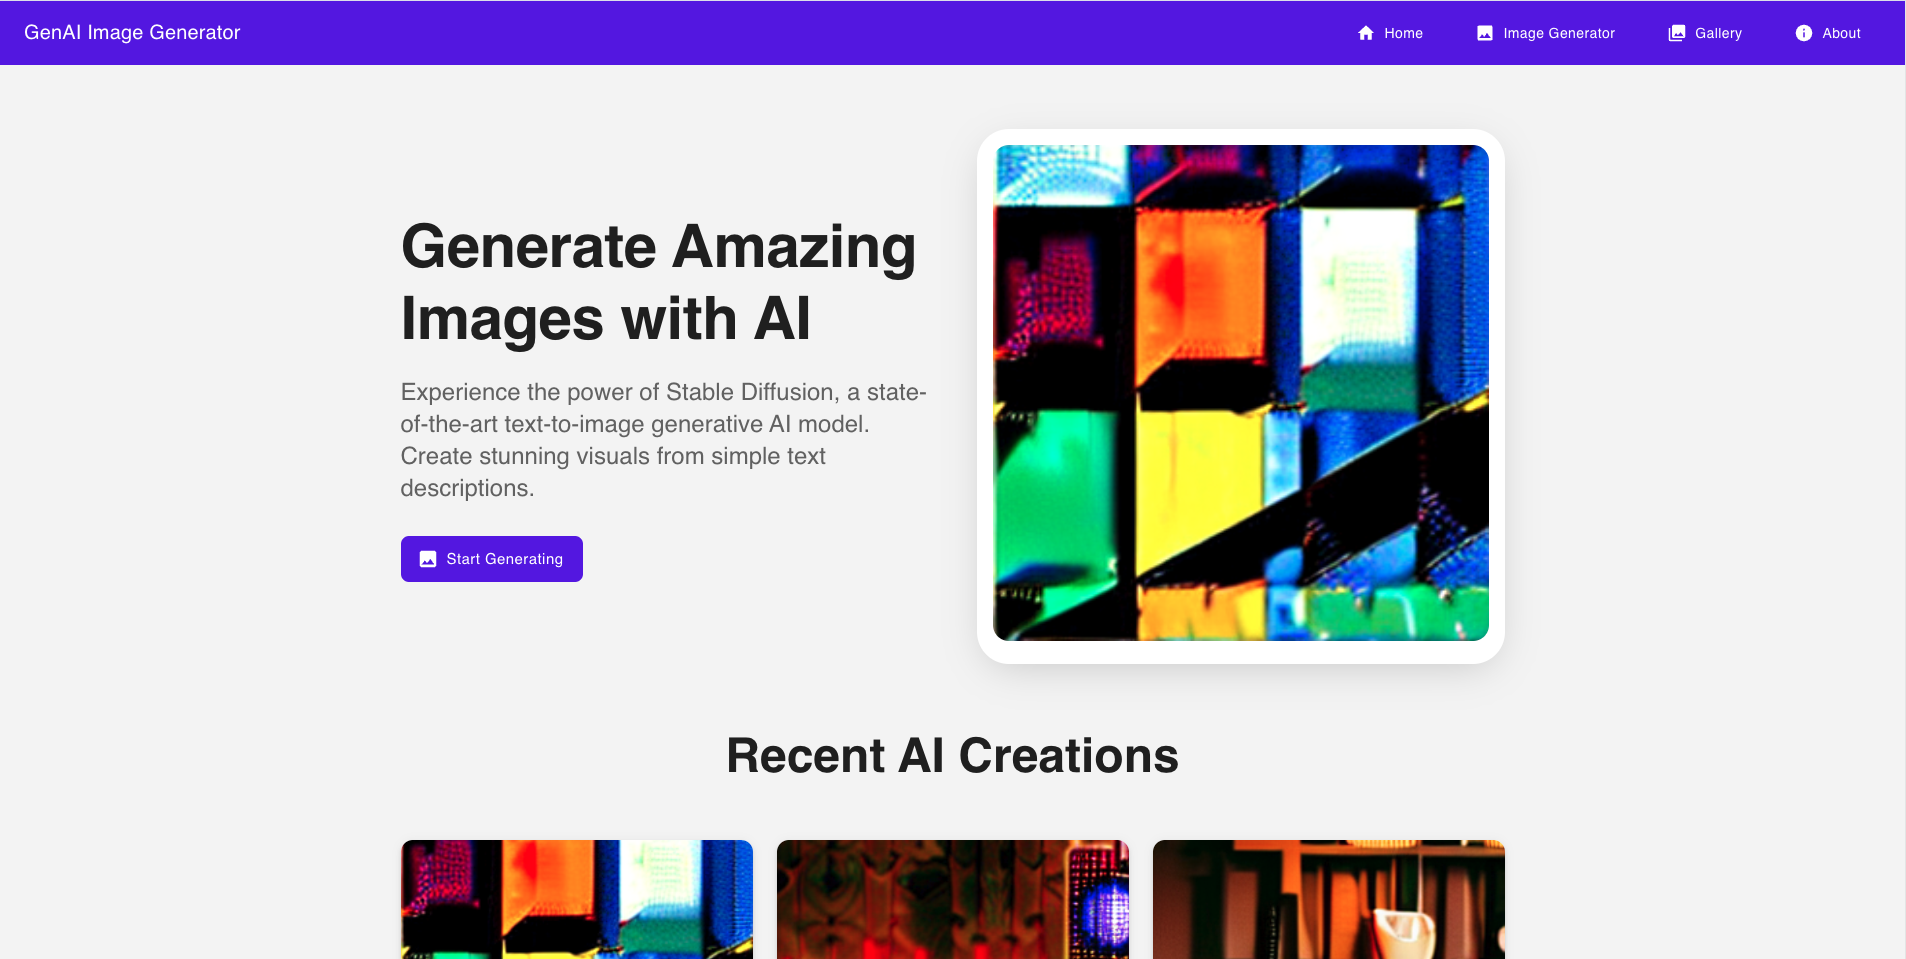 GenAI Image Generator
Home
Image Generator
Gallery
About
Generate Amazing
Images with AI
Experience the power of Stable Diffusion, a state-
of-the-art text-to-image generative AI model.
Create stunning visuals from simple text
descriptions.
Start Generating
Recent AI Creations